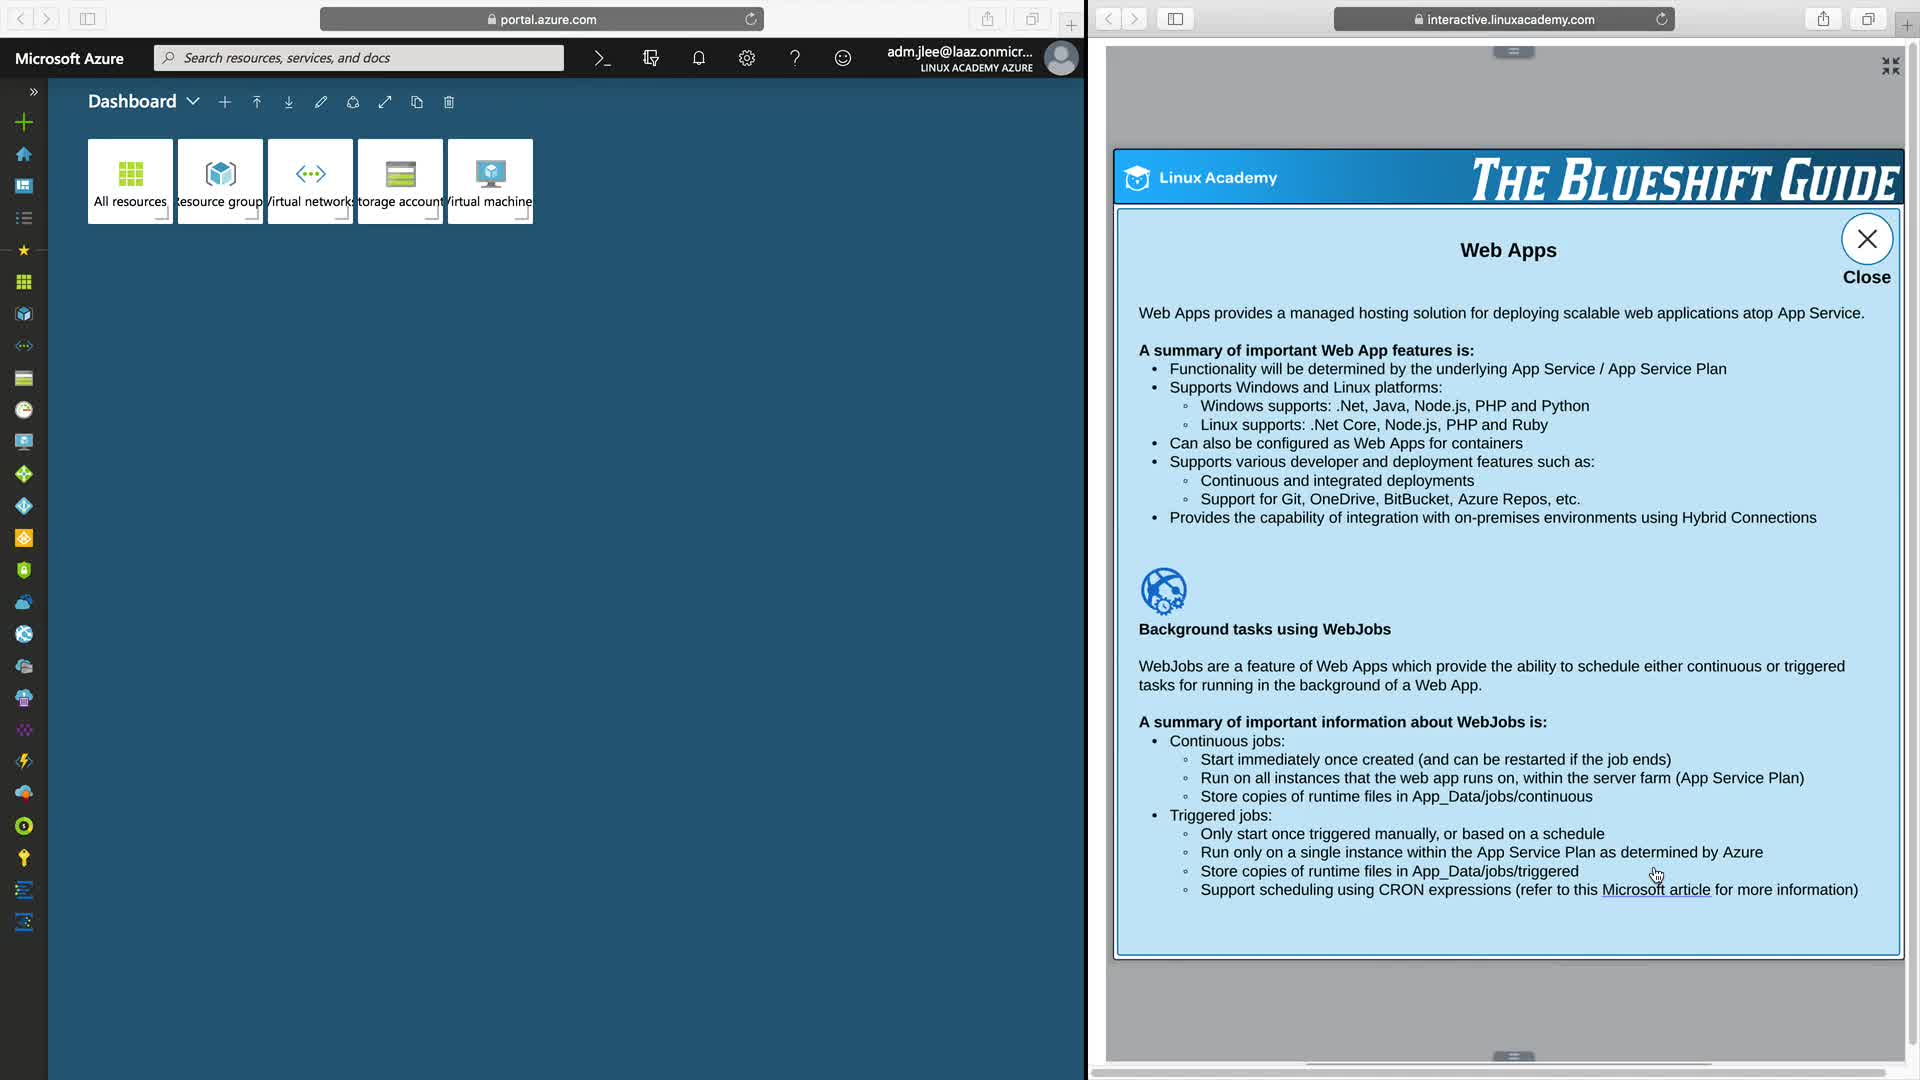 portal.azure.com
Microsoft Azure
Search resources, services, and docs
adm.jlee@laaz.onmicr...
LINUX ACADEMY AZURE
Dashboard
All resources
Resource group
Virtual networks
torage account
Virtual machine
interactive.linuxacademy.com
Linux Academy
THE BLUESHIFT GUIDE
Web Apps
Close
Web Apps provides a managed hosting solution for deploying scalable web applications atop App Service.
A summary of important Web App features is:
• Functionality will be determined by the underlying App Service / App Service Plan
• Supports Windows and Linux platforms:
◦ Windows supports: .Net, Java, Node.js, PHP and Python
◦ Linux supports: .Net Core, Node.js, PHP and Ruby
• Can also be configured as Web Apps for containers
• Supports various developer and deployment features such as:
◦ Continuous and integrated deployments
◦ Support for Git, OneDrive, BitBucket, Azure Repos, etc.
• Provides the capability of integration with on-premises environments using Hybrid Connections
Background tasks using WebJobs
WebJobs are a feature of Web Apps which provide the ability to schedule either continuous or triggered
tasks for running in the background of a Web App.
A summary of important information about WebJobs is:
• Continuous jobs:
◦ Start immediately once created (and can be restarted if the job ends)
◦ Run on all instances that the web app runs on, within the server farm (App Service Plan)
◦ Store copies of runtime files in App_Data/jobs/continuous
• Triggered jobs:
◦ Only start once triggered manually, or based on a schedule
◦ Run only on a single instance within the App Service Plan as determined by Azure
◦ Store copies of runtime files in App_Data/jobs/triggered
◦ Support scheduling using CRON expressions (refer to this Microsoft article for more information)